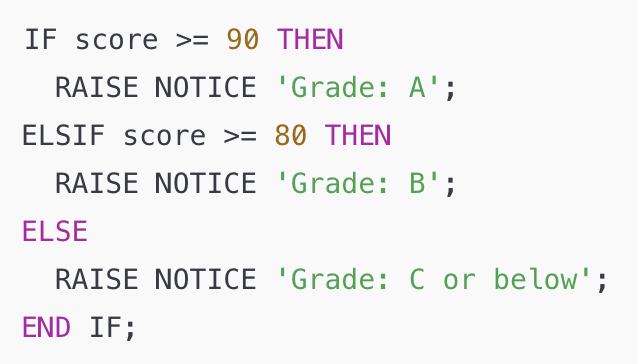 IF score >= 90 THEN
  RAISE NOTICE 'Grade: A';
ELSIF score >= 80 THEN
  RAISE NOTICE 'Grade: B';
ELSE
  RAISE NOTICE 'Grade: C or below';
END IF;